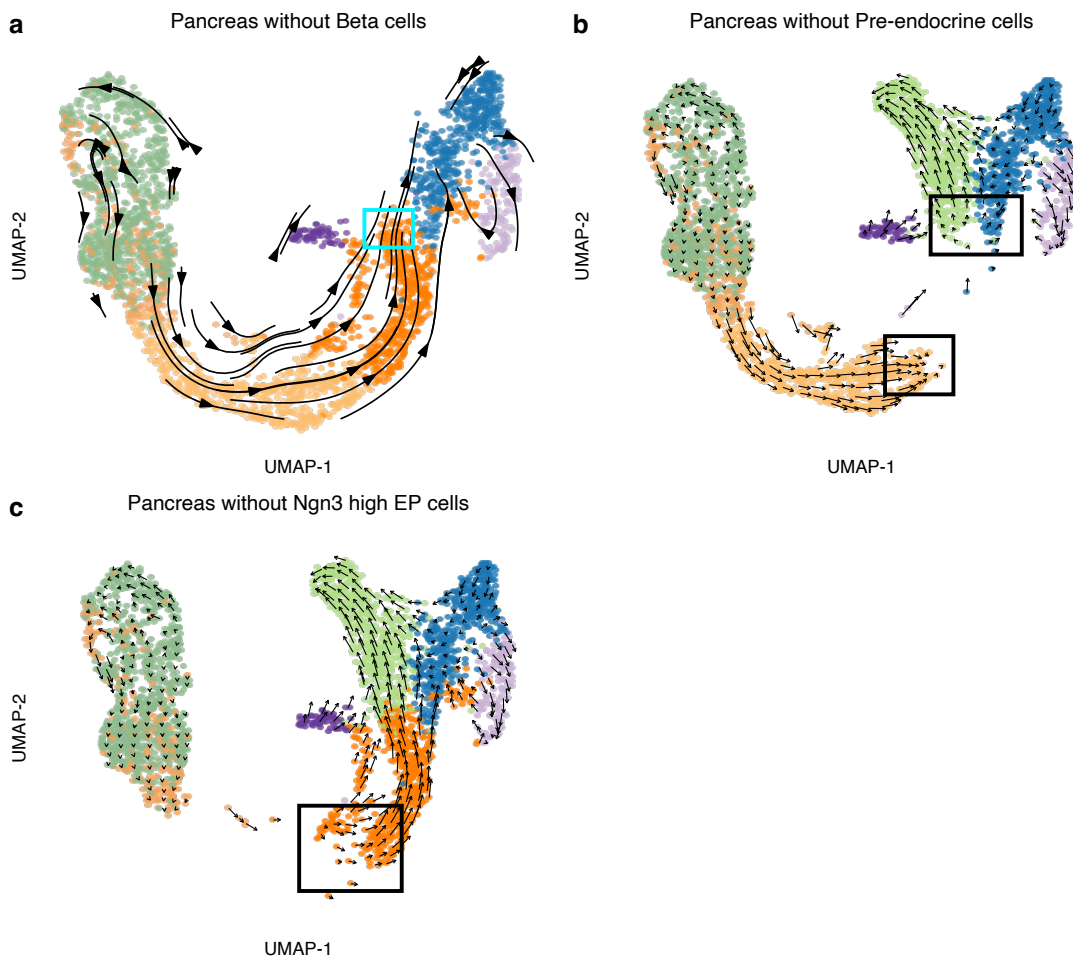 a
Pancreas without Beta cells
UMAP-2
UMAP-1
b
Pancreas without Pre-endocrine cells
UMAP-2
UMAP-1
c
Pancreas without Ngn3 high EP cells
UMAP-2
UMAP-1